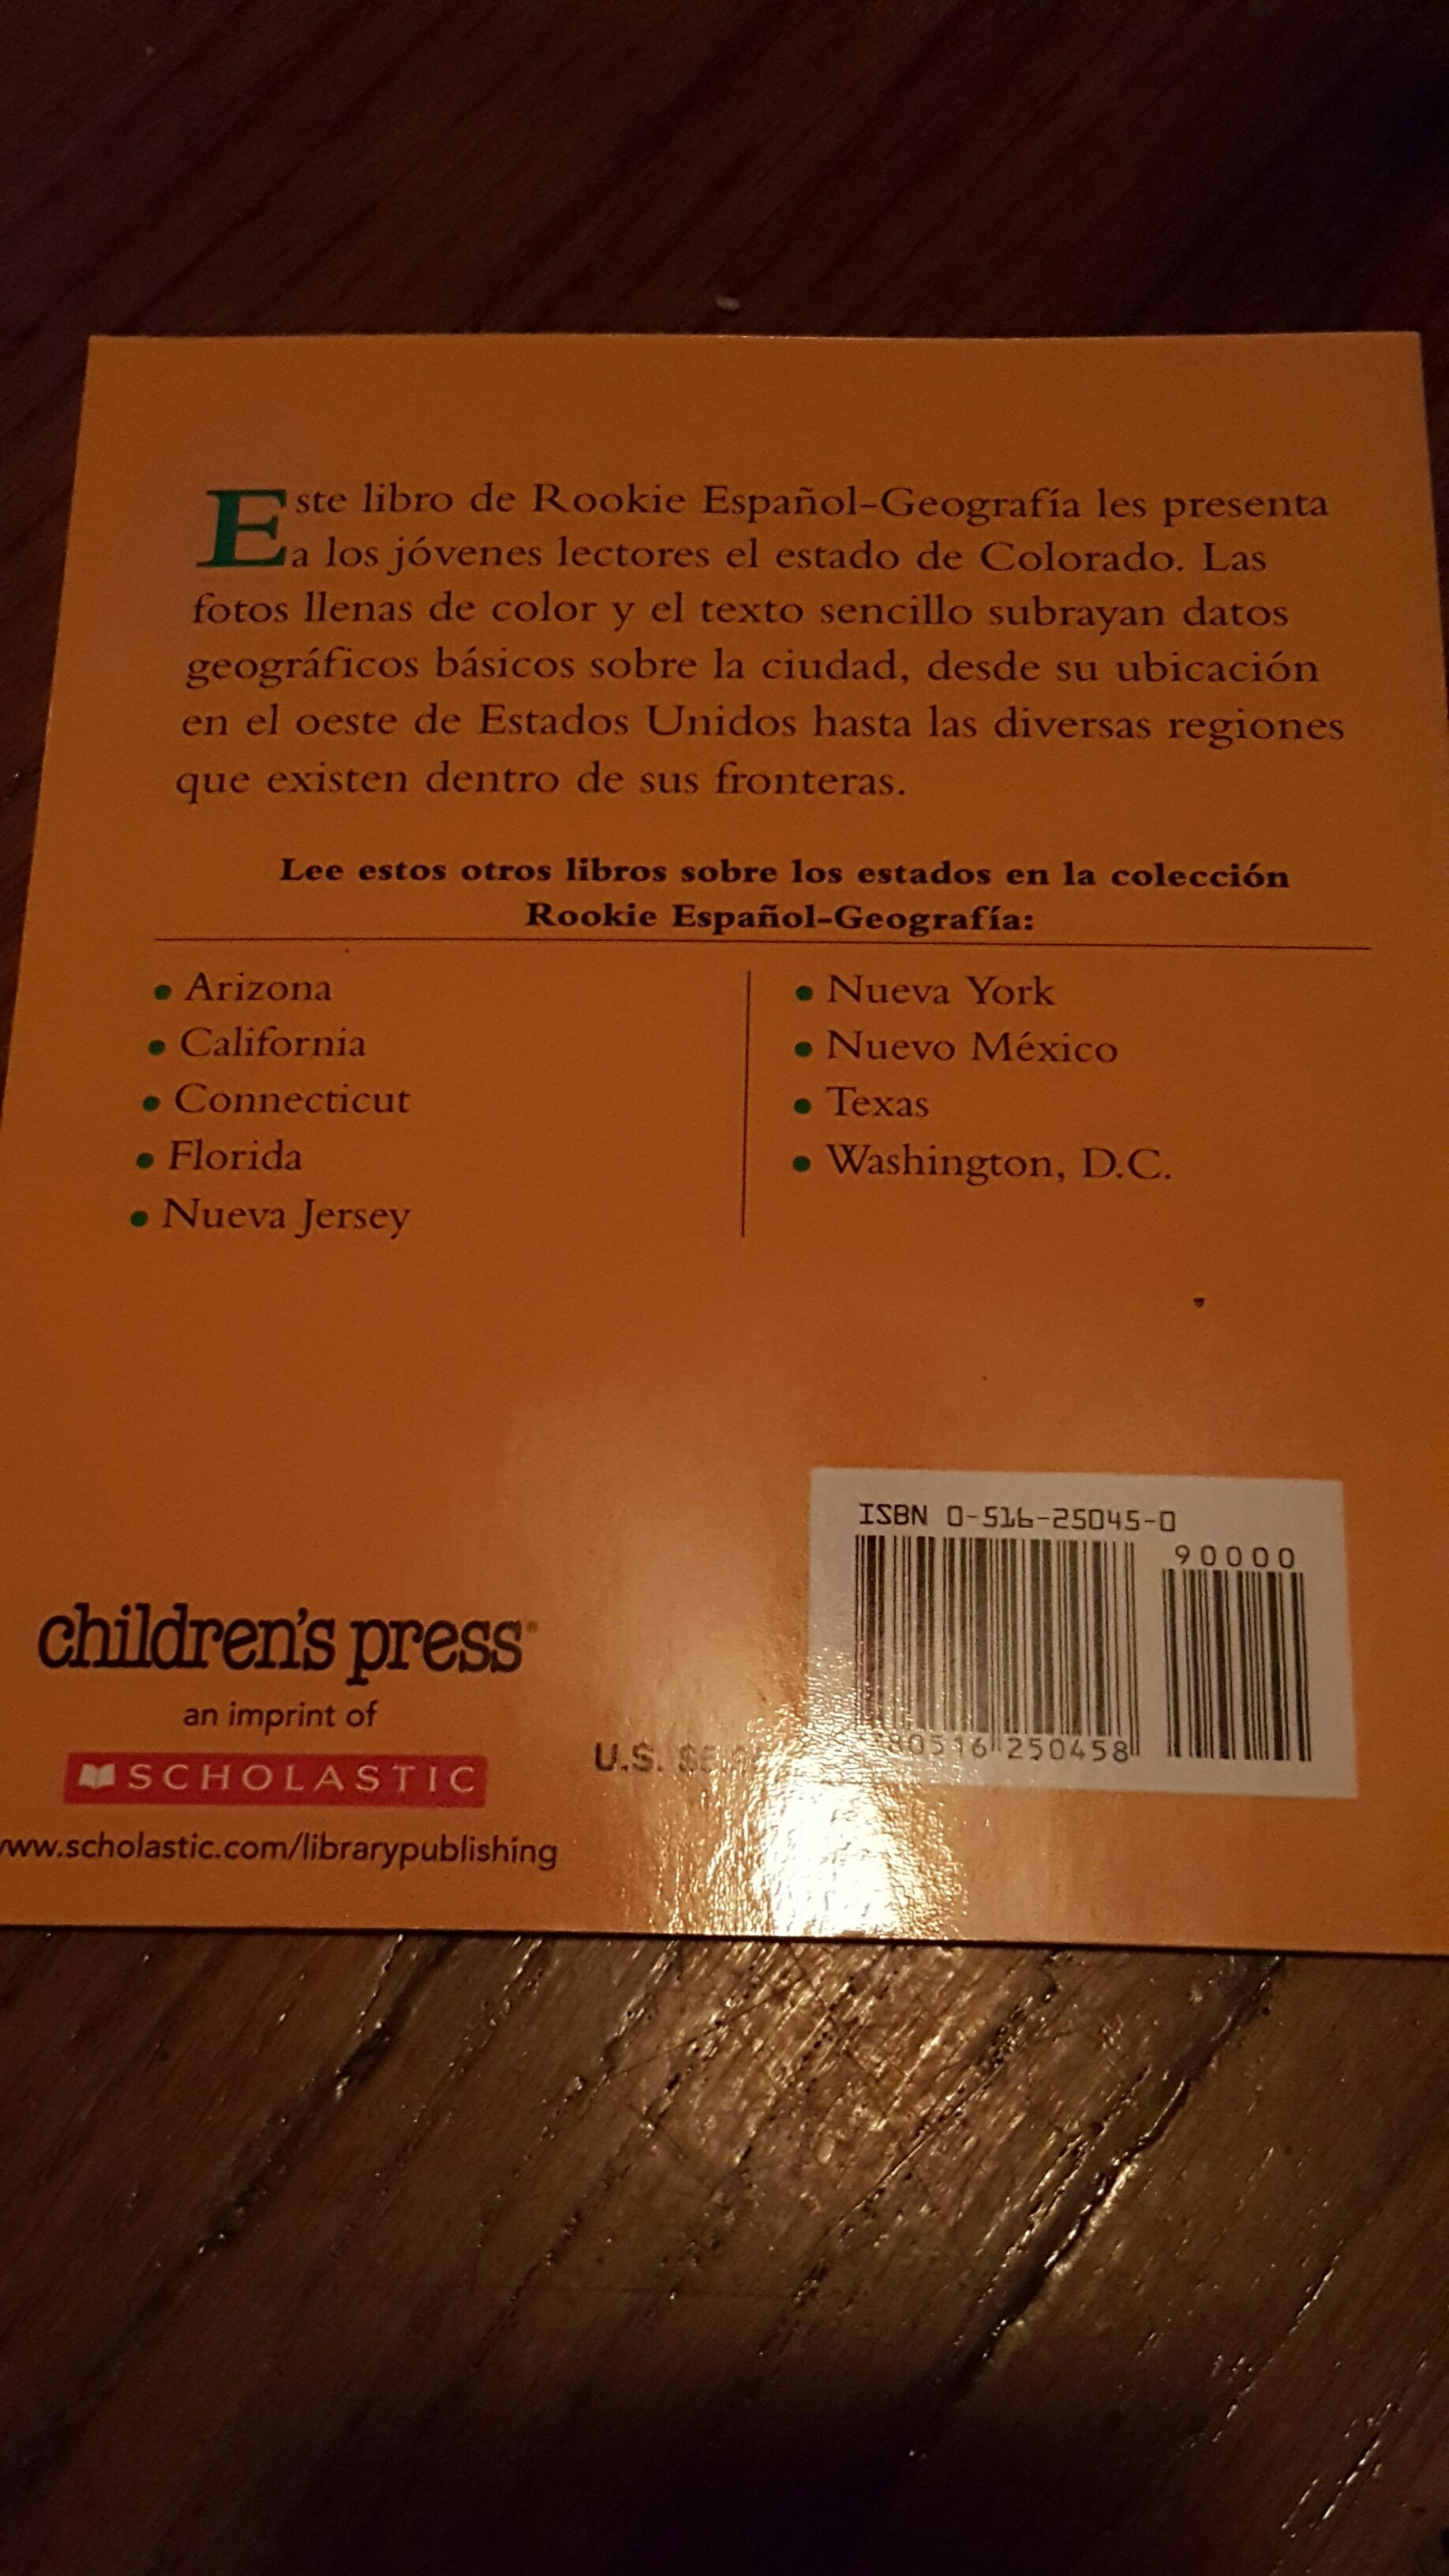 Este libro de Rookie Español-Geografía les presenta
a los jóvenes lectores el estado de Colorado. Las
fotos llenas de color y el texto sencillo subrayan datos
geográficos básicos sobre la ciudad, desde su ubicación
en el oeste de Estados Unidos hasta las diversas regiones
que existen dentro de sus fronteras.
Lee estos otros libros sobre los estados en la colección
Rookie Español-Geografía:
• Arizona
• California
• Connecticut
• Florida
• Nueva Jersey
• Nueva York
• Nuevo México
• Texas
• Washington, D.C.
children's press
an imprint of
SCHOLASTIC
www.scholastic.com/librarypublishing
U.S.
ISBN 0-516-25045-0
90000
250458